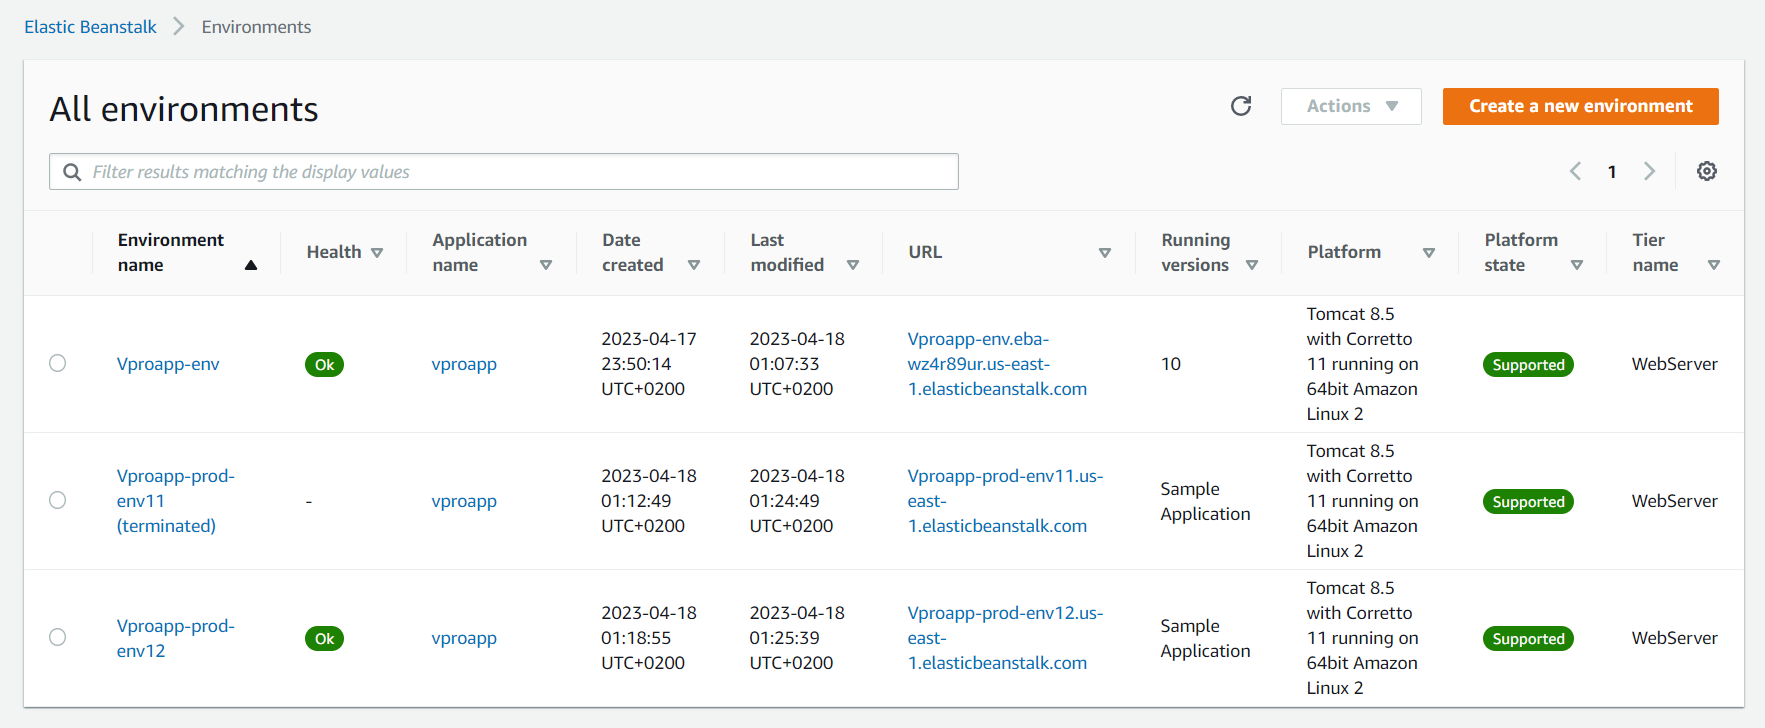 Elastic Beanstalk > Environments
All environments
Actions
Create a new environment
Filter results matching the display values
1
Environment name
Health
Application name
Date created
Last modified
URL
Running versions
Platform
Platform state
Tier name
Vproapp-env
Ok
vproapp
2023-04-17
23:50:14
UTC+0200
2023-04-18
01:07:33
UTC+0200
Vproapp-env.eba-
wz4r89ur.us-east-
1.elasticbeanstalk.com
10
Tomcat 8.5
with Corretto
11 running on
64bit Amazon
Linux 2
Supported
WebServer
Vproapp-prod-
env11
(terminated)
-
vproapp
2023-04-18
01:12:49
UTC+0200
2023-04-18
01:24:49
UTC+0200
Vproapp-prod-env11.us-
east-
1.elasticbeanstalk.com
Sample
Application
Tomcat 8.5
with Corretto
11 running on
64bit Amazon
Linux 2
Supported
WebServer
Vproapp-prod-
env12
Ok
vproapp
2023-04-18
01:18:55
UTC+0200
2023-04-18
01:25:39
UTC+0200
Vproapp-prod-env12.us-
east-
1.elasticbeanstalk.com
Sample
Application
Tomcat 8.5
with Corretto
11 running on
64bit Amazon
Linux 2
Supported
WebServer